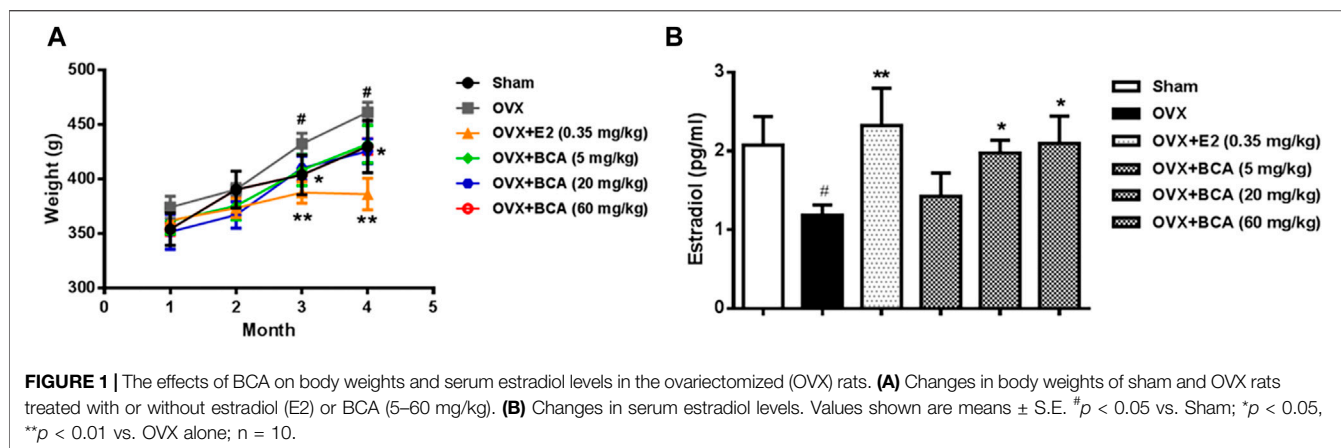 A
500
450
400
350
300
Weight (g)
0
1
2
3
4
5
Month
#
#
*
*
**
**
Sham
OVX
OVX+E2 (0.35 mg/kg)
OVX+BCA (5 mg/kg)
OVX+BCA (20 mg/kg)
OVX+BCA (60 mg/kg)
B
3
2
1
0
Estradiol (pg/ml)
#
**
*
*
Sham
OVX
OVX+E2 (0.35 mg/kg)
OVX+BCA (5 mg/kg)
OVX+BCA (20 mg/kg)
OVX+BCA (60 mg/kg)
FIGURE 1 | The effects of BCA on body weights and serum estradiol levels in the ovariectomized (OVX) rats. (A) Changes in body weights of sham and OVX rats
treated with or without estradiol (E2) or BCA (5–60 mg/kg). (B) Changes in serum estradiol levels. Values shown are means ± S.E. #p < 0.05 vs. Sham; *p < 0.05,
**p < 0.01 vs. OVX alone; n = 10.